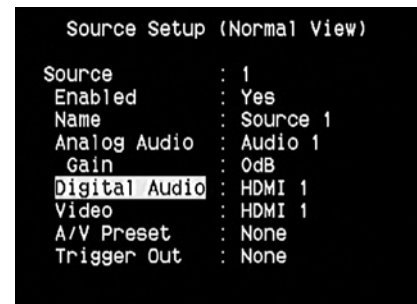 Source Setup (Normal View)
Source : 1
Enabled : Yes
Name : Source 1
Analog Audio : Audio 1
Gain : 0dB
Digital Audio : HDMI 1
Video : HDMI 1
A/V Preset : None
Trigger Out : None